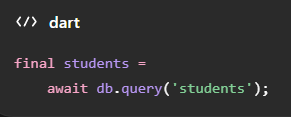 </> dart
final students =
    await db.query('students');